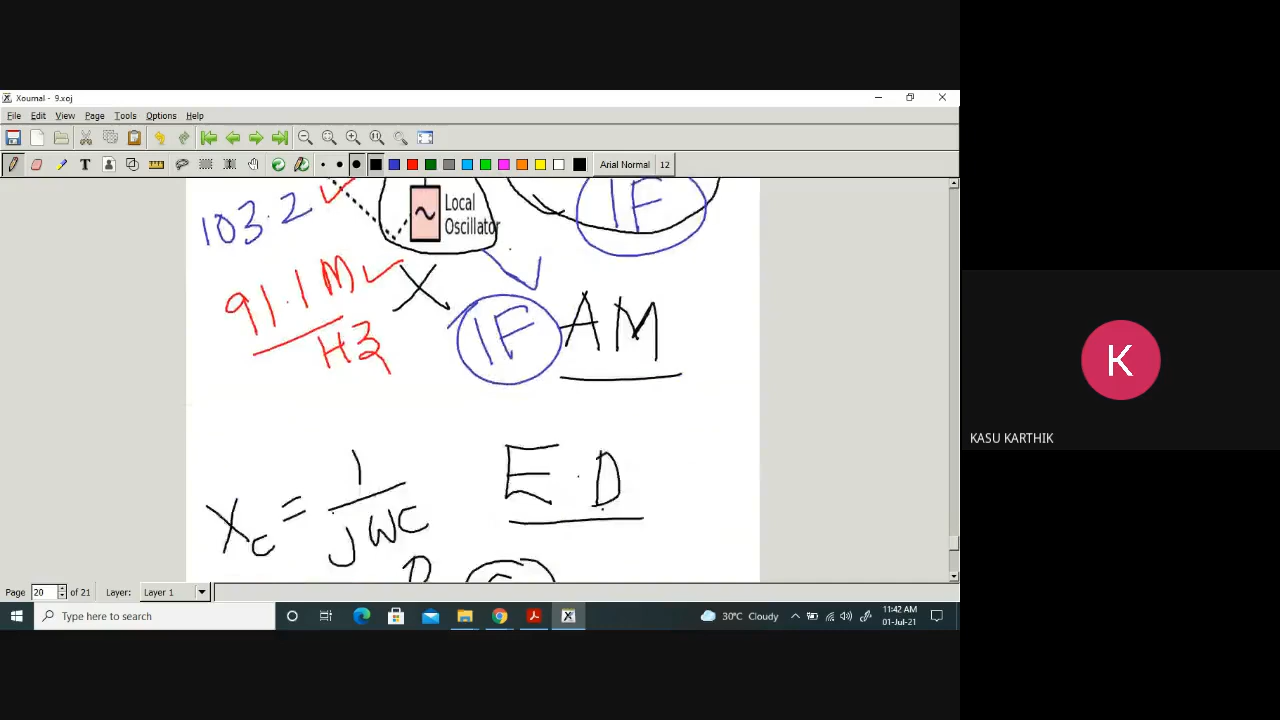 Xournal - 9.xoj
File Edit View Page Tools Options Help
Arial Normal 12
103.2
Local
Oscillator
IF
91.1 M
Hz
X
IF
AM
Xc = 1
jwc
E.D
KASU KARTHIK
K
Page 20 of 21 Layer: Layer 1
Type here to search
30°C Cloudy
11:42 AM
01-Jul-21